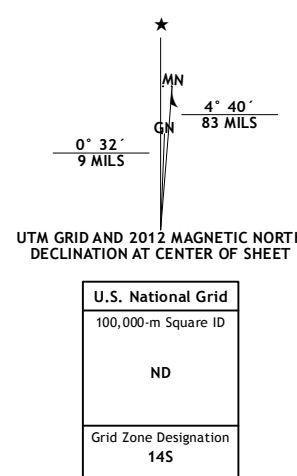 ★
MN
GN
4° 40´
83 MILS
0° 32´
9 MILS
UTM GRID AND 2012 MAGNETIC NORTH
DECLINATION AT CENTER OF SHEET
U.S. National Grid
100,000-m Square ID
ND
Grid Zone Designation
14S